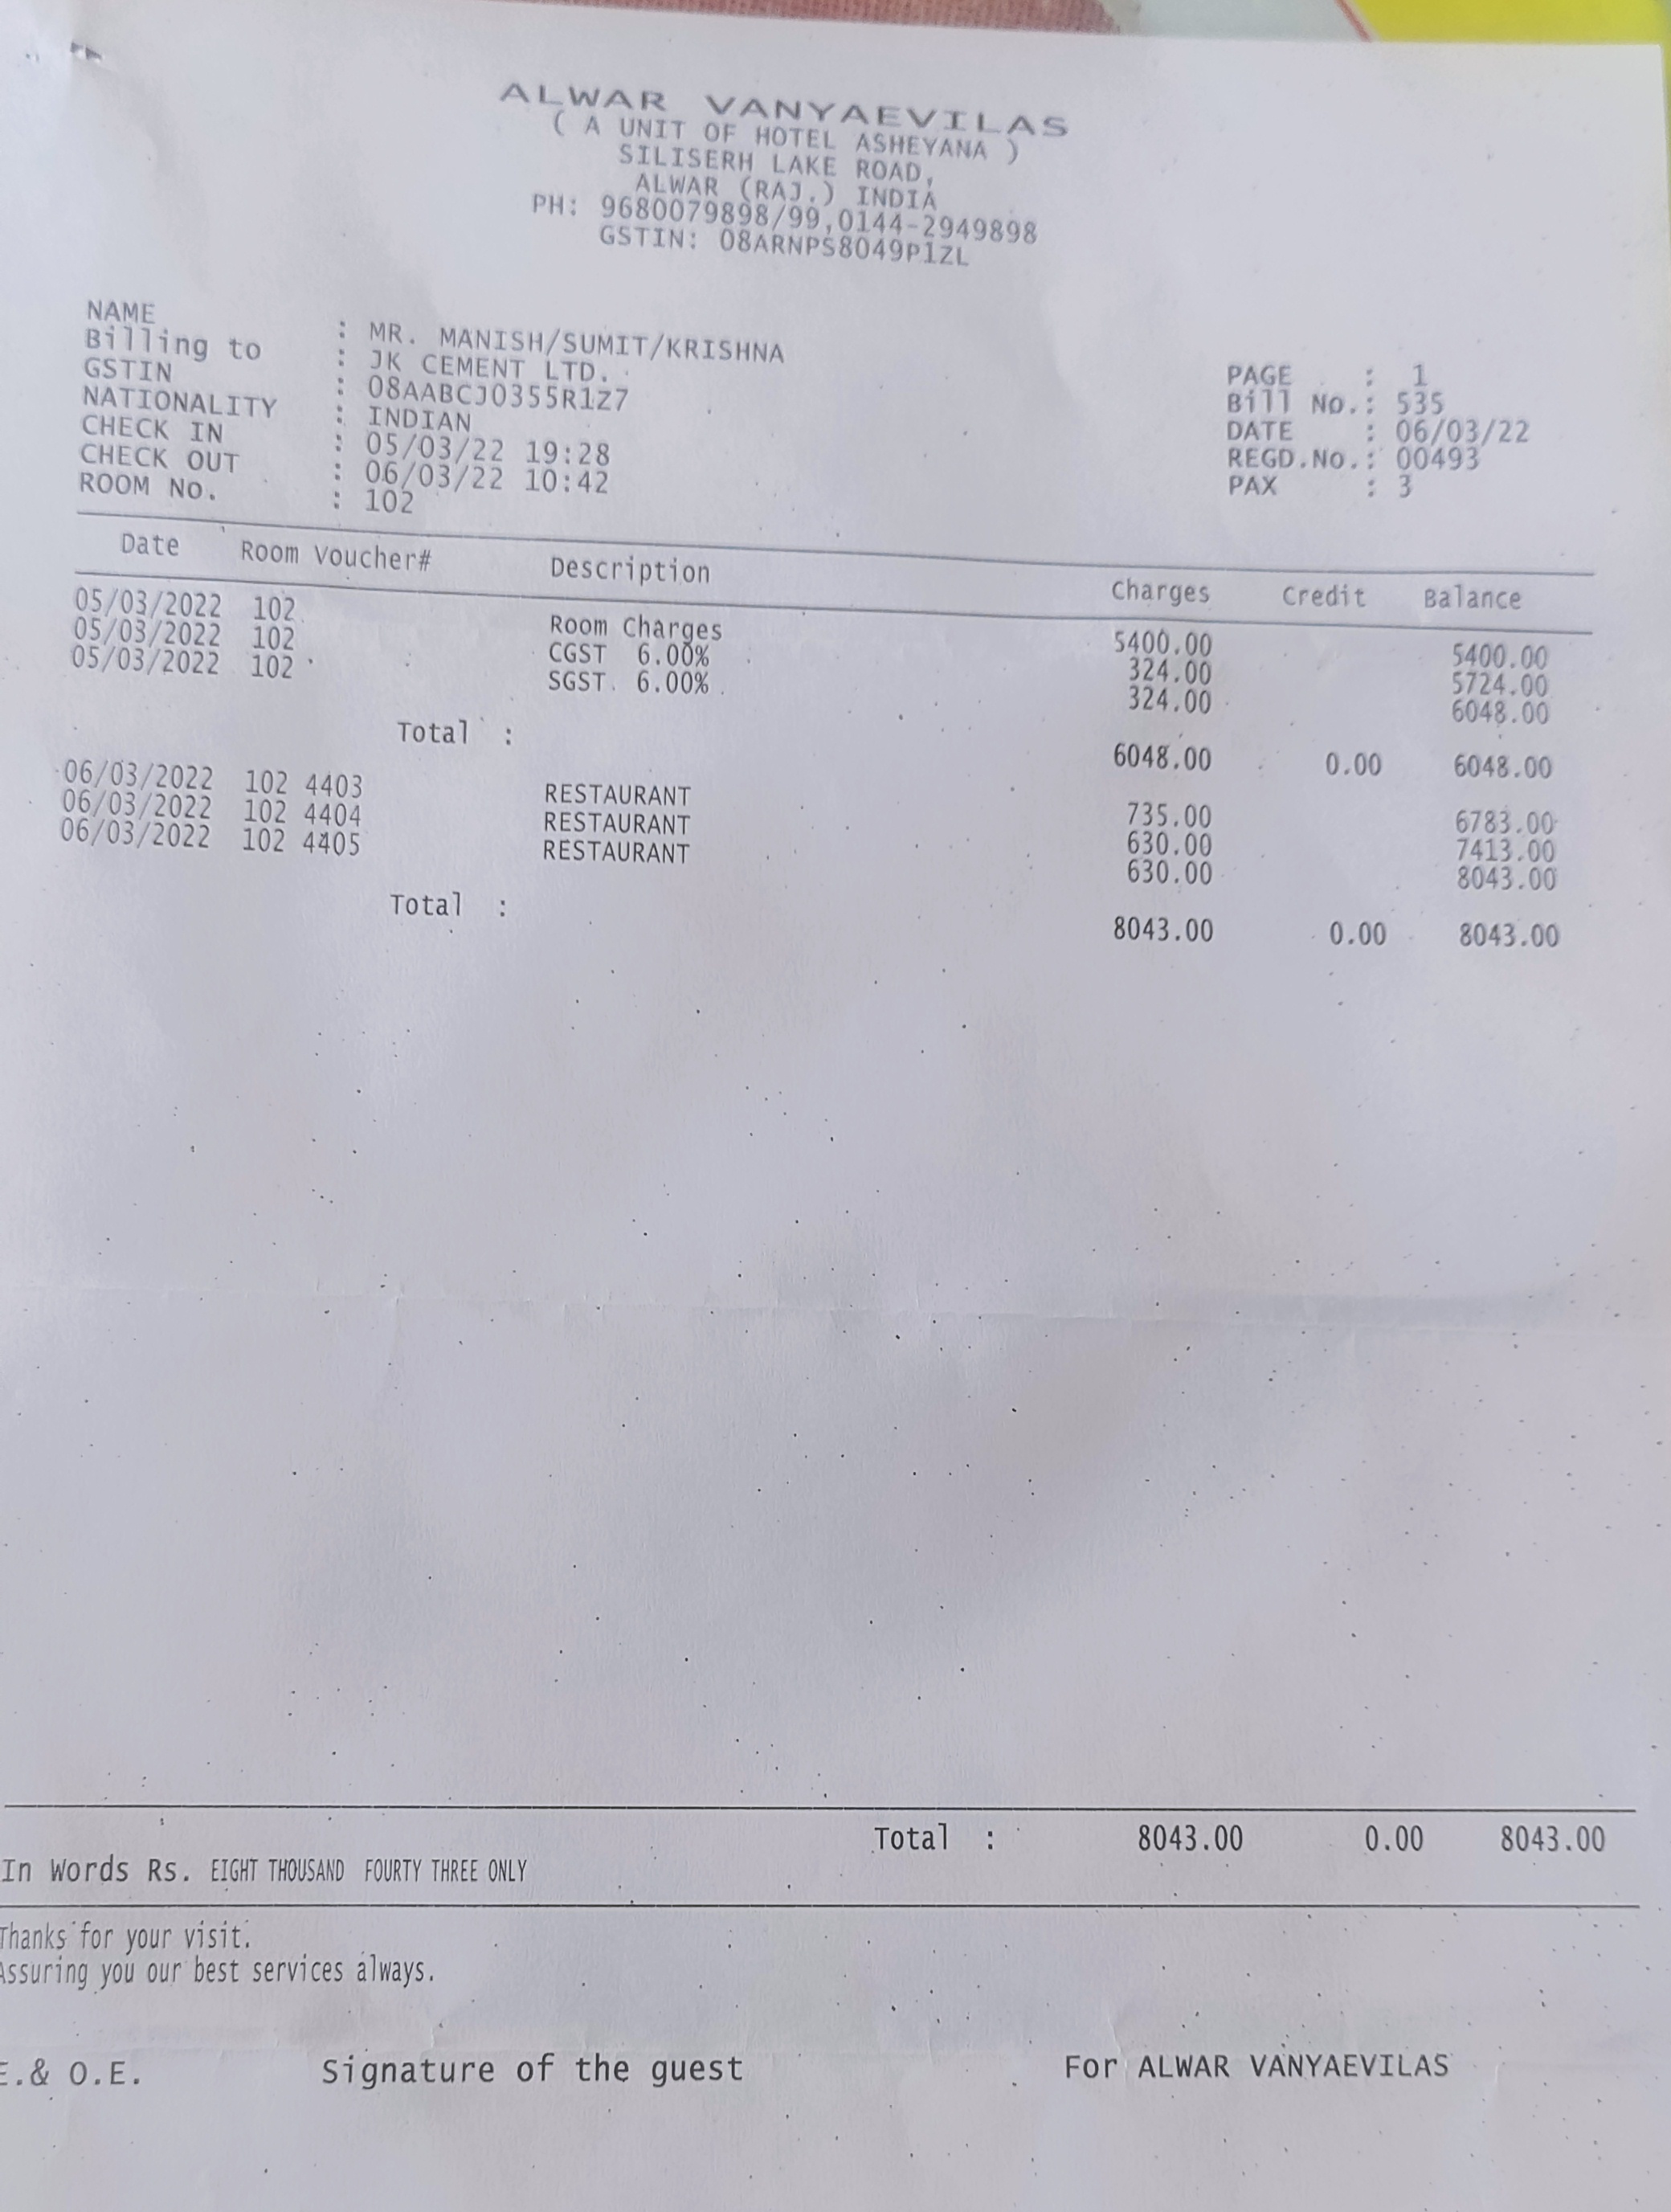 ALWAR VANYAEVILAS
( A UNIT OF HOTEL ASHEYANA )
SILISERH LAKE ROAD,
ALWAR (RAJ.) INDIA
PH: 9680079898/99,0144-2949898
GSTIN: 08ARNPS8049P1ZL
NAME : MR. MANISH/SUMIT/KRISHNA
Billing to : JK CEMENT LTD.
GSTIN : 08AABCJ0355R1Z7
NATIONALITY : INDIAN
CHECK IN : 05/03/22 19:28
CHECK OUT : 06/03/22 10:42
ROOM No. : 102
PAGE : 1
Bill No.: 535
DATE : 06/03/22
REGD.No.: 00493
PAX : 3
Date Room Voucher# Description Charges Credit Balance
05/03/2022 102 Room Charges 5400.00 5400.00
05/03/2022 102 CGST 6.00% 324.00 5724.00
05/03/2022 102 SGST 6.00% 324.00 6048.00
Total : 6048.00 0.00 6048.00
06/03/2022 102 4403 RESTAURANT 735.00 6783.00
06/03/2022 102 4404 RESTAURANT 630.00 7413.00
06/03/2022 102 4405 RESTAURANT 630.00 8043.00
Total : 8043.00 0.00 8043.00
Total : 8043.00 0.00 8043.00
In Words Rs. EIGHT THOUSAND FOURTY THREE ONLY
Thanks for your visit.
Assuring you our best services always.
E.& O.E. Signature of the guest For ALWAR VANYAEVILAS